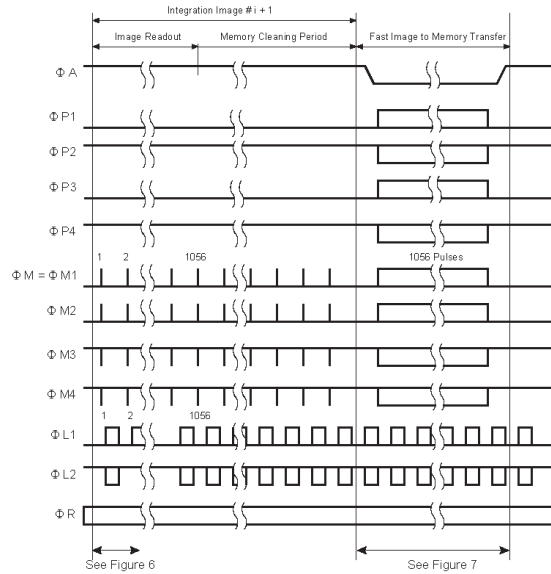 Integration Image # i + 1
Image Readout
Memory Cleaning Period
Fast Image to Memory Transfer
Φ A
Φ P1
Φ P2
Φ P3
Φ P4
1 2 1056 1056 Pulses
Φ M = Φ M1
Φ M2
Φ M3
Φ M4
1 2 1056
Φ L1
Φ L2
Φ R
See Figure 6
See Figure 7